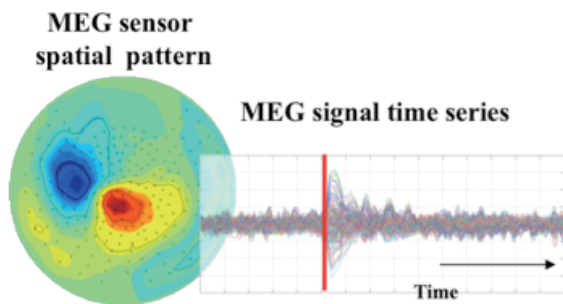 MEG sensor
spatial pattern
MEG signal time series
Time